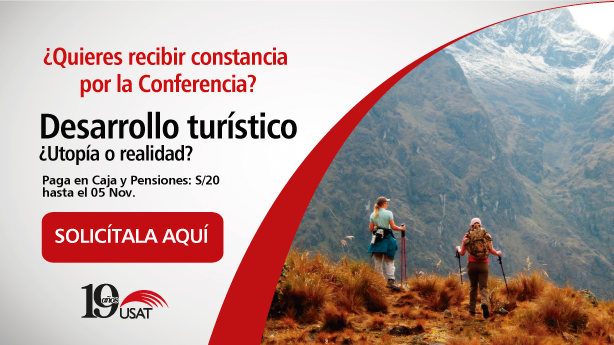 ¿Quieres recibir constancia
por la Conferencia?
Desarrollo turístico
¿Utopía o realidad?
Paga en Caja y Pensiones: S/20
hasta el 05 Nov.
SOLICÍTALA AQUÍ
19 años USAT